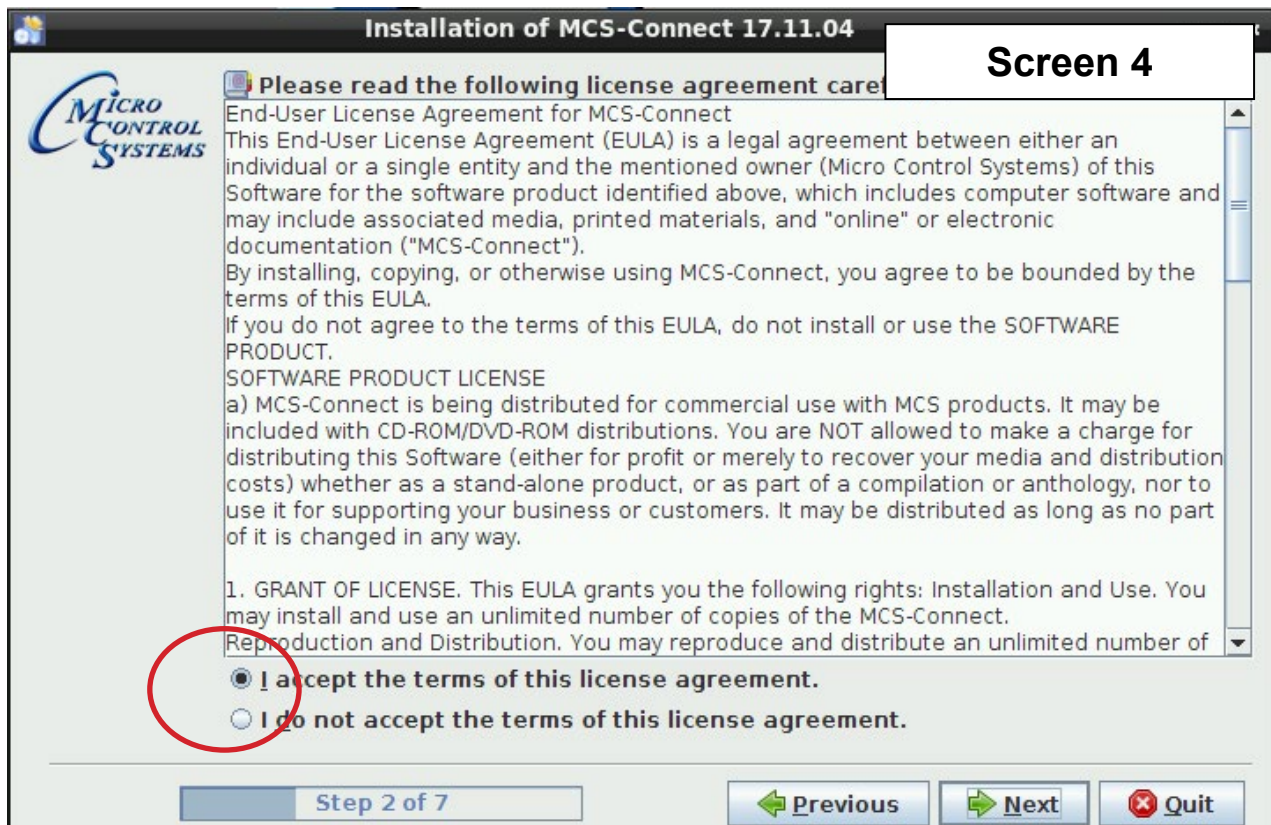 Installation of MCS-Connect 17.11.04
Screen 4
MICRO
CONTROL
SYSTEMS
Please read the following license agreement caref
End-User License Agreement for MCS-Connect
This End-User License Agreement (EULA) is a legal agreement between either an
individual or a single entity and the mentioned owner (Micro Control Systems) of this
Software for the software product identified above, which includes computer software and
may include associated media, printed materials, and "online" or electronic
documentation ("MCS-Connect").
By installing, copying, or otherwise using MCS-Connect, you agree to be bounded by the
terms of this EULA.
If you do not agree to the terms of this EULA, do not install or use the SOFTWARE
PRODUCT.
SOFTWARE PRODUCT LICENSE
a) MCS-Connect is being distributed for commercial use with MCS products. It may be
included with CD-ROM/DVD-ROM distributions. You are NOT allowed to make a charge for
distributing this Software (either for profit or merely to recover your media and distribution
costs) whether as a stand-alone product, or as part of a compilation or anthology, nor to
use it for supporting your business or customers. It may be distributed as long as no part
of it is changed in any way.
1. GRANT OF LICENSE. This EULA grants you the following rights: Installation and Use. You
may install and use an unlimited number of copies of the MCS-Connect.
Reproduction and Distribution. You may reproduce and distribute an unlimited number of
I accept the terms of this license agreement.
I do not accept the terms of this license agreement.
Step 2 of 7
Previous
Next
Quit